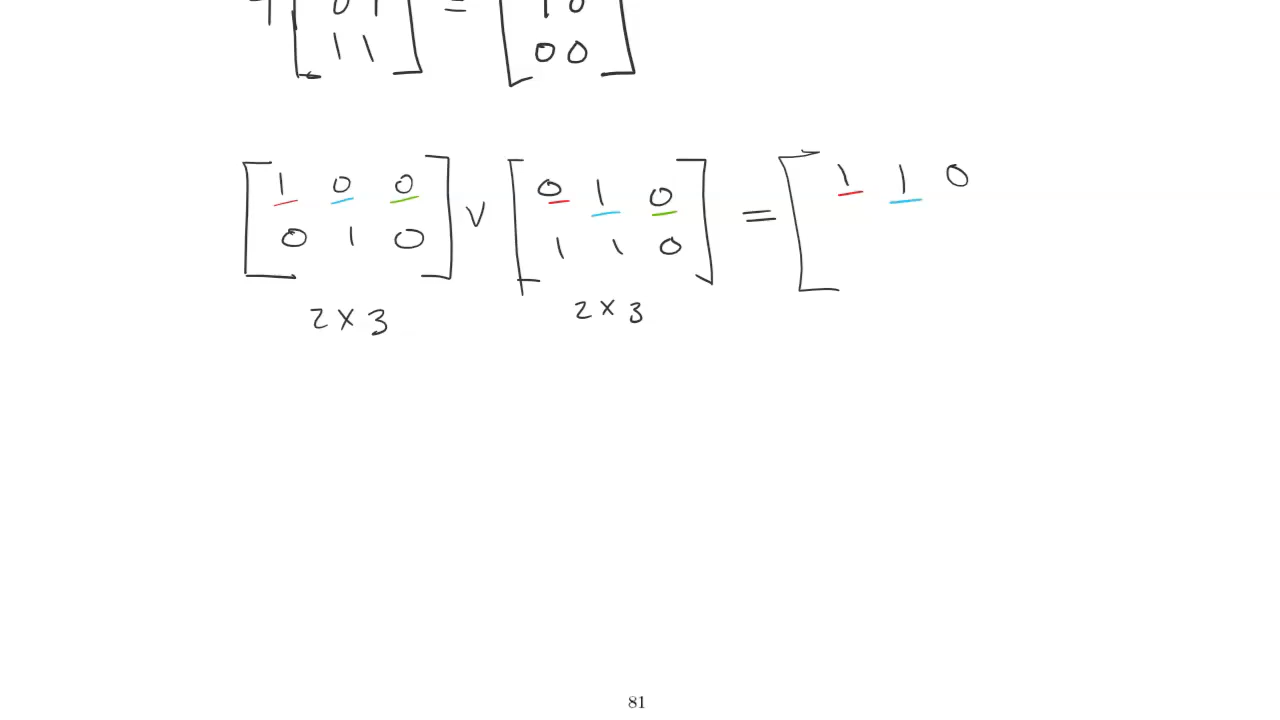 0 1 = 1 0
1 1 0 0
1 0 0 0 1 0 1 1 0
∨ =
0 1 0 1 1 0
2 × 3 2 × 3
81